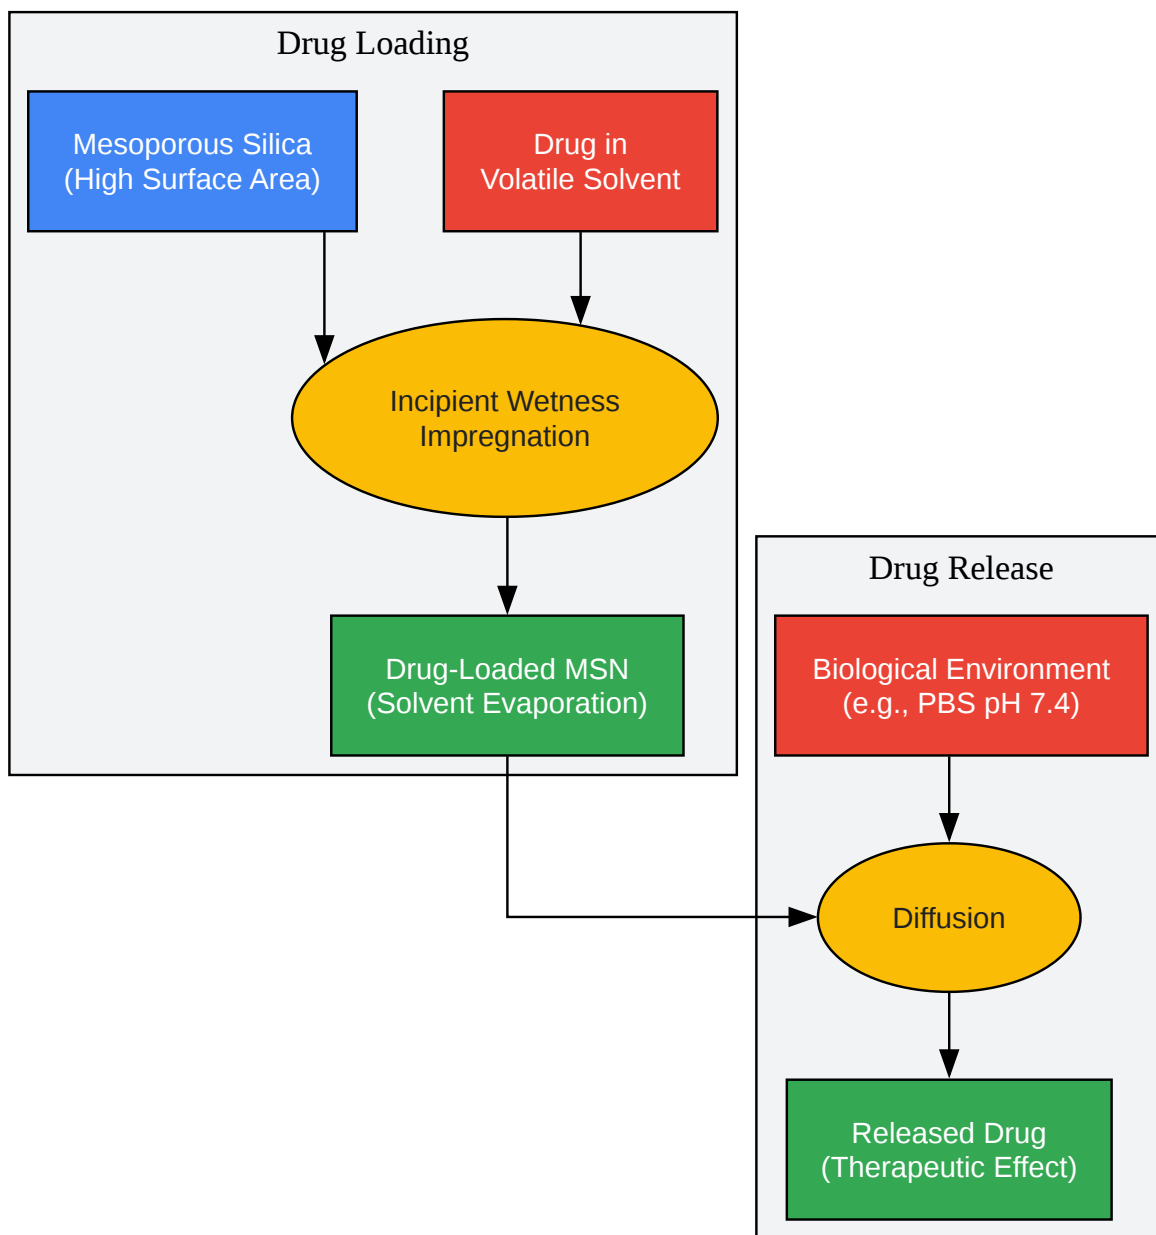 Drug Loading
Mesoporous Silica
(High Surface Area)
Drug in
Volatile Solvent
Incipient Wetness
Impregnation
Drug-Loaded MSN
(Solvent Evaporation)
Drug Release
Biological Environment
(e.g., PBS pH 7.4)
Diffusion
Released Drug
(Therapeutic Effect)